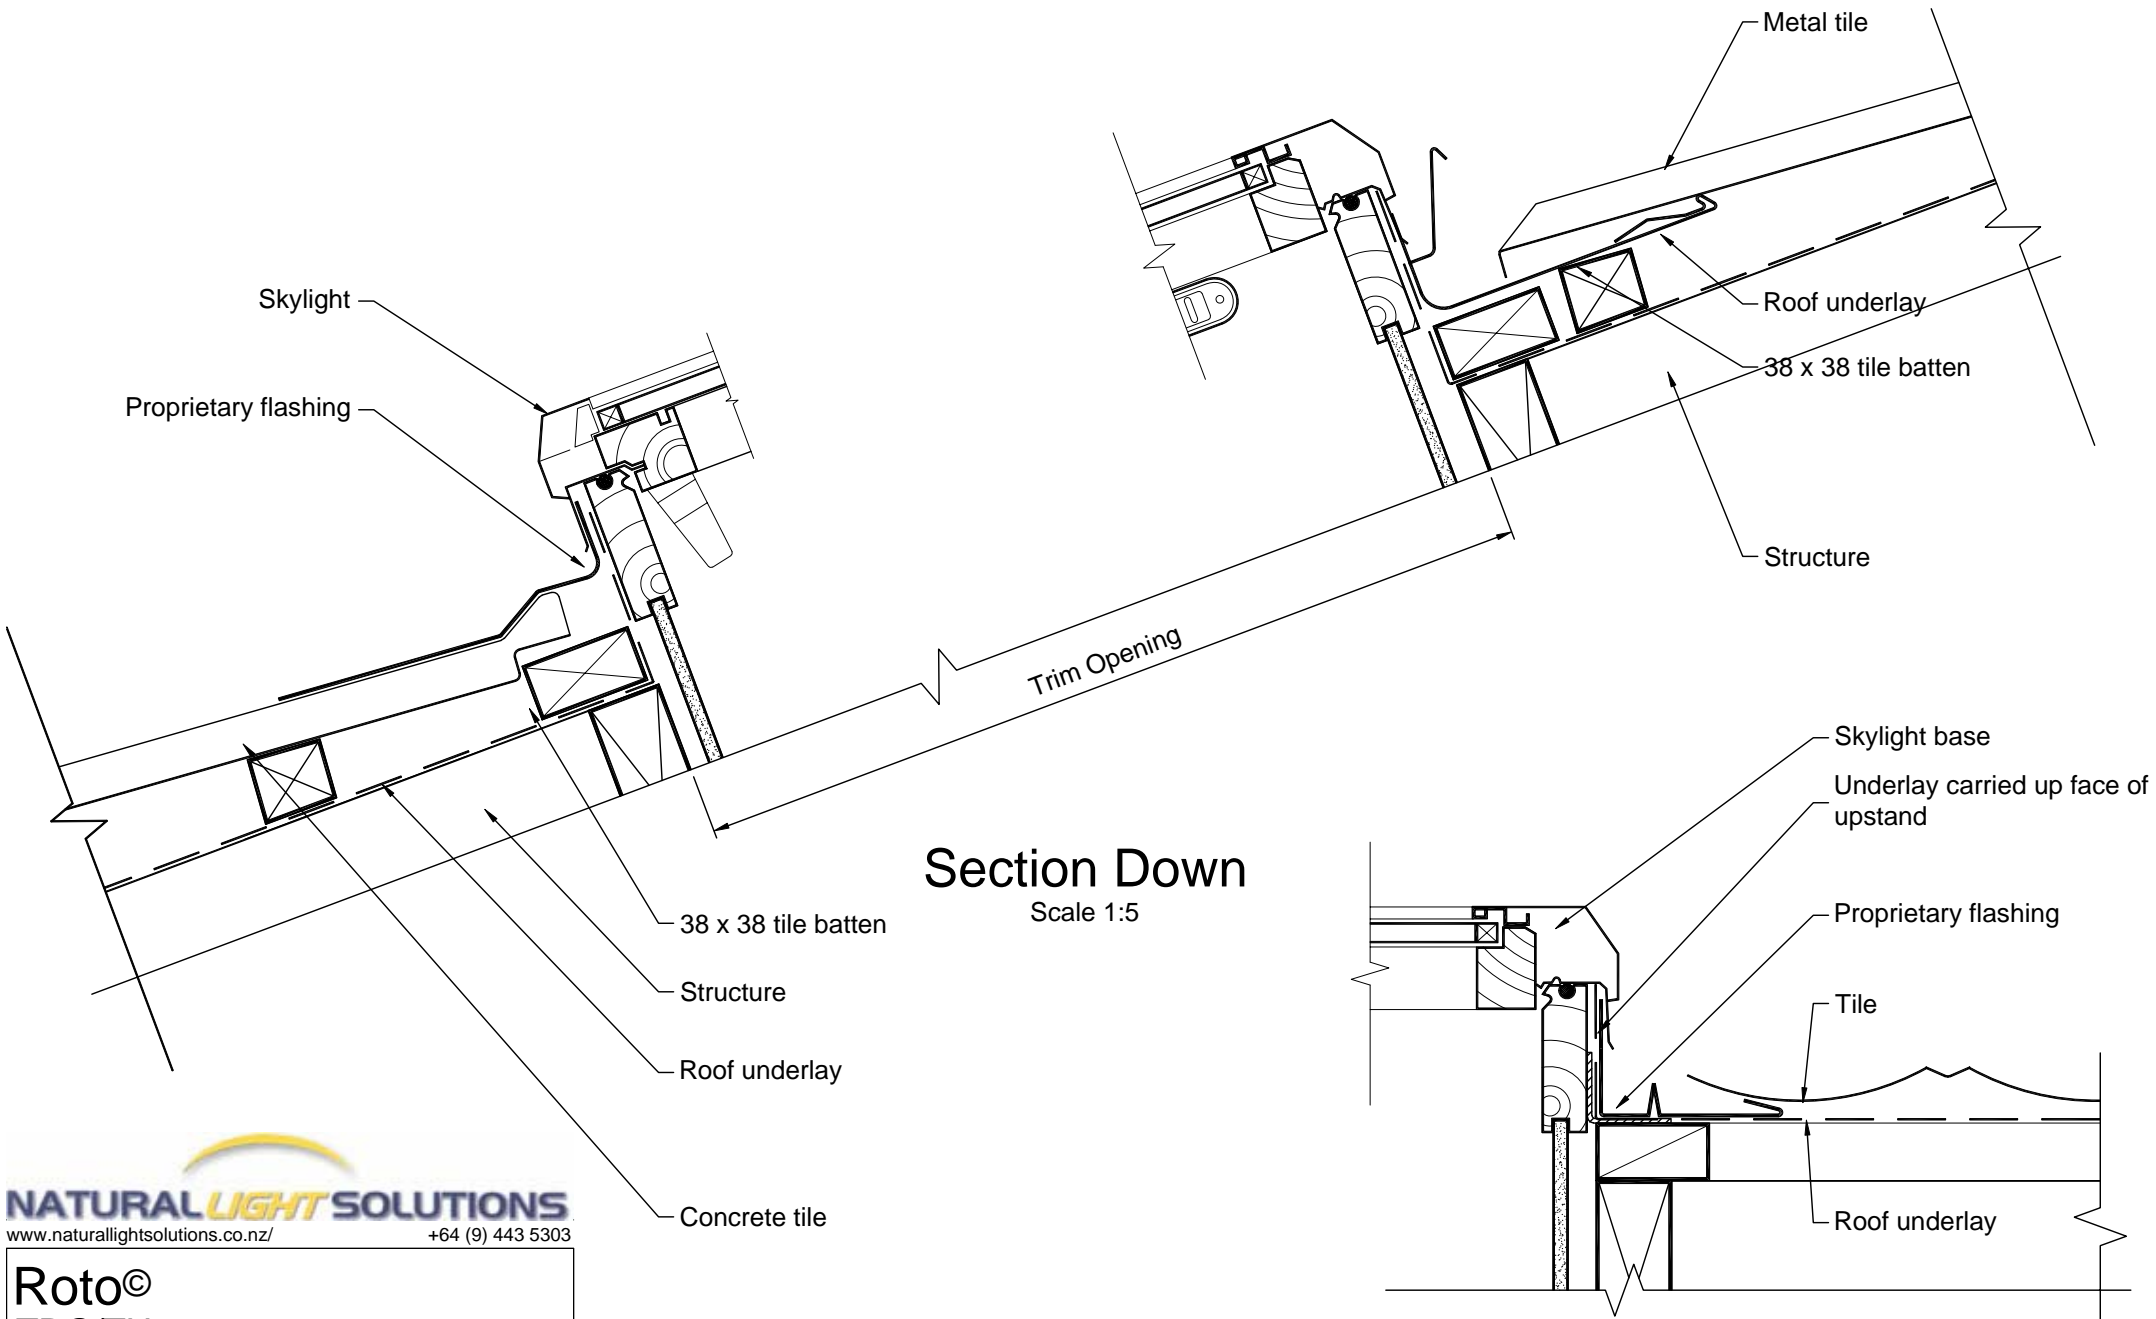 Metal tile
Skylight
Roof underlay
Proprietary flashing
38 x 38 tile batten
Structure
Trim Opening
Skylight base
Underlay carried up face of
upstand
Section Down
Scale 1:5
Proprietary flashing
38 x 38 tile batten
Structure
Tile
Roof underlay
Concrete tile
Roof underlay
NATURAL LIGHT SOLUTIONS
www.naturallightsolutions.co.nz/ +64 (9) 443 5303
Roto©